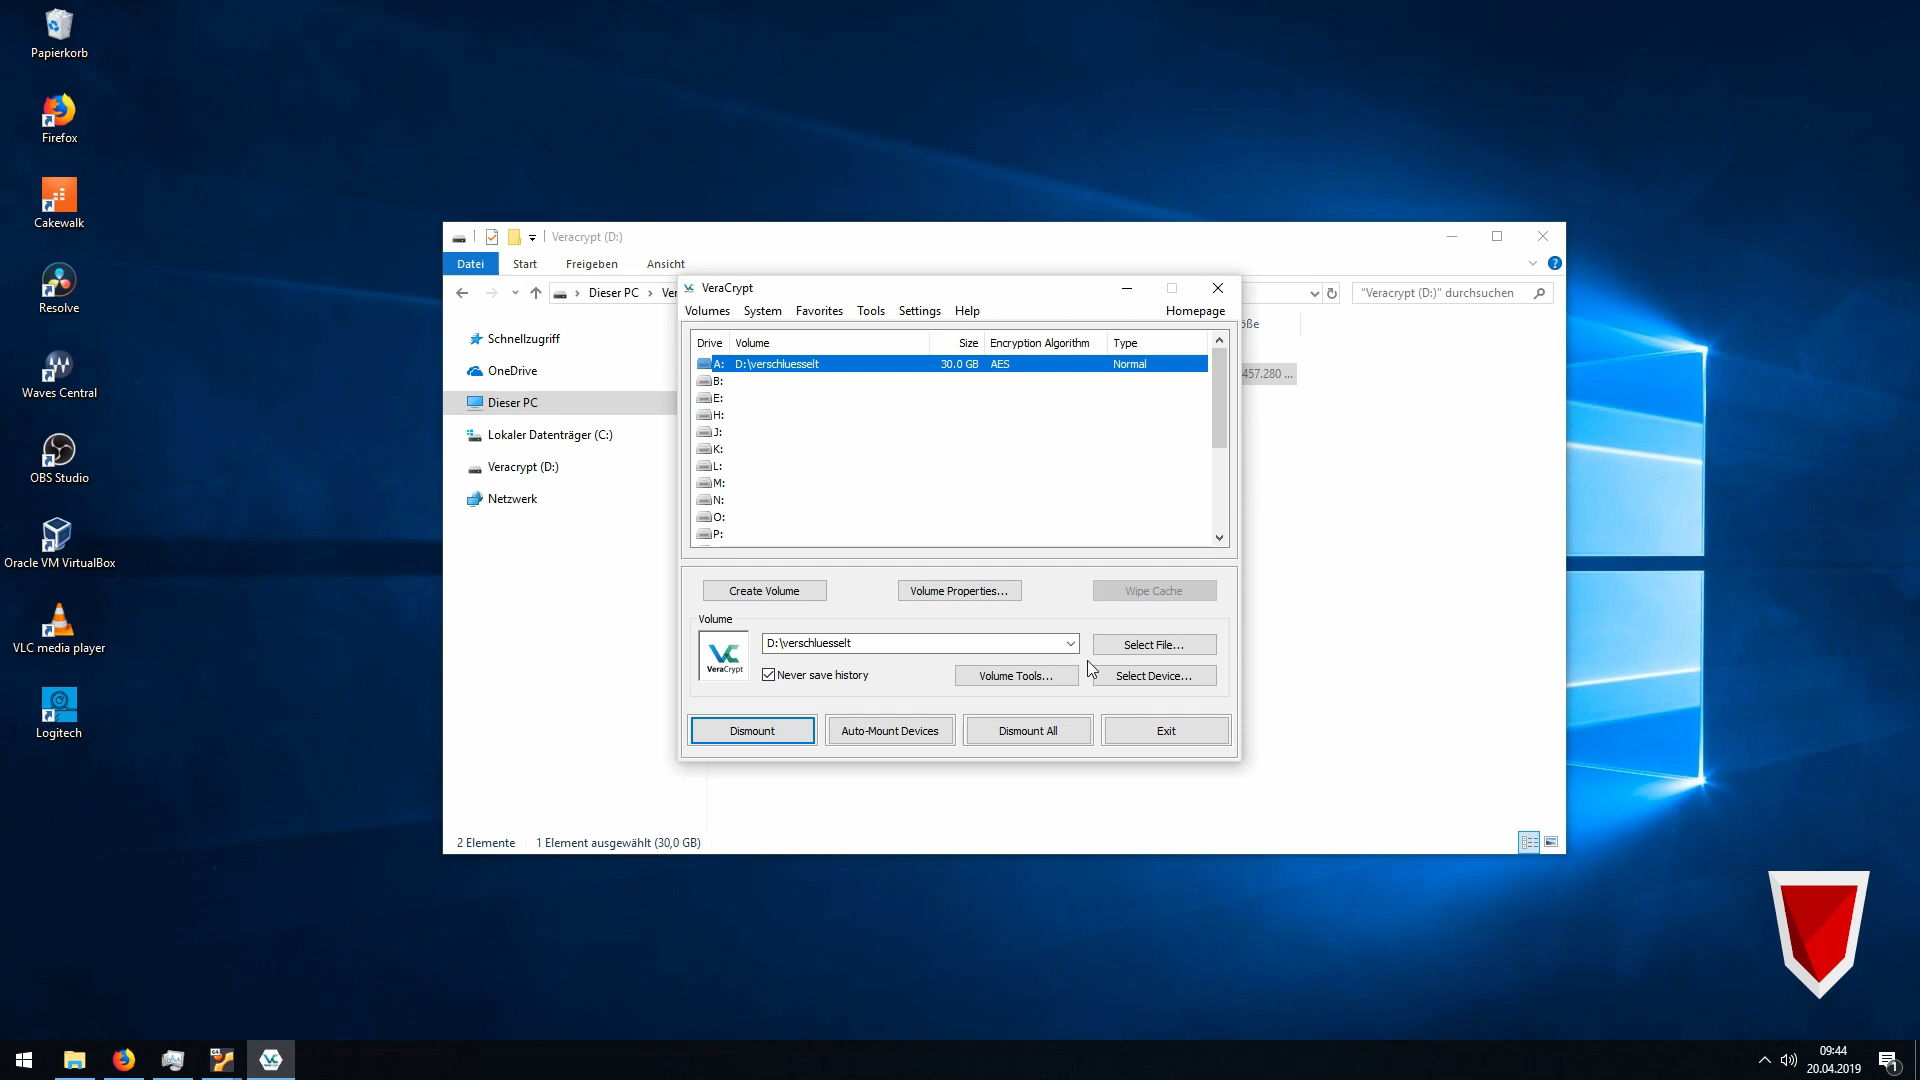 Papierkorb
Firefox
Cakewalk
Resolve
Waves Central
OBS Studio
Oracle VM VirtualBox
VLC media player
Logitech
Veracrypt (D:)
Datei Start Freigeben Ansicht
Dieser PC › Ver
"Veracrypt (D:)" durchsuchen
Schnellzugriff
OneDrive
Dieser PC
Lokaler Datenträger (C:)
Veracrypt (D:)
Netzwerk
457.280 ...
2 Elemente 1 Element ausgewählt (30,0 GB)
VeraCrypt
Volumes System Favorites Tools Settings Help Homepage
Drive Volume Size Encryption Algorithm Type
A: D:\verschluesselt 30.0 GB AES Normal
B:
E:
H:
J:
K:
L:
M:
N:
O:
P:
Create Volume Volume Properties... Wipe Cache
Volume
VeraCrypt
D:\verschluesselt Select File...
Never save history Volume Tools... Select Device...
Dismount Auto-Mount Devices Dismount All Exit
09:44
20.04.2019
1